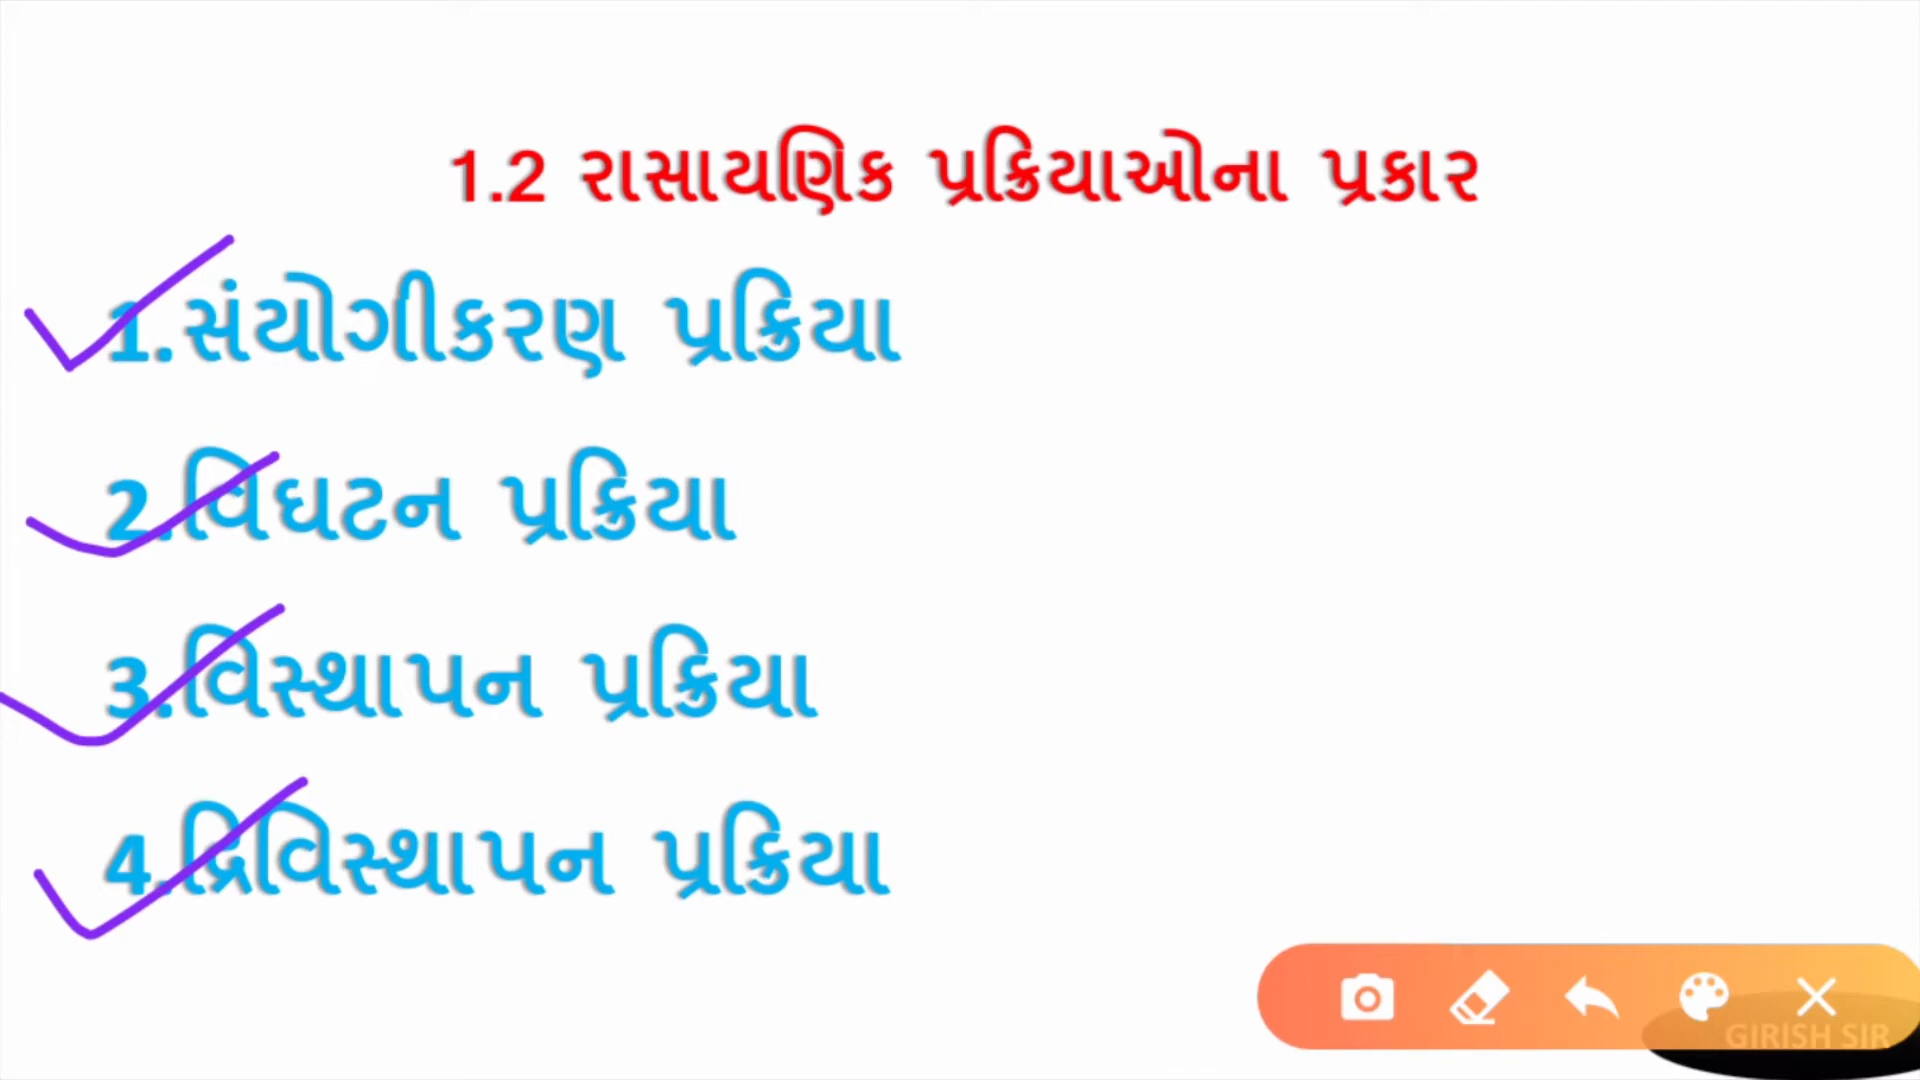 1.2 રાસાયણિક પ્રક્રિયાઓના પ્રકાર
1.સંયોગીકરણ પ્રક્રિયા
2.વિઘટન પ્રક્રિયા
3.વિસ્થાપન પ્રક્રિયા
4.દ્રિવિસ્થાપન પ્રક્રિયા
GIRISH SIR